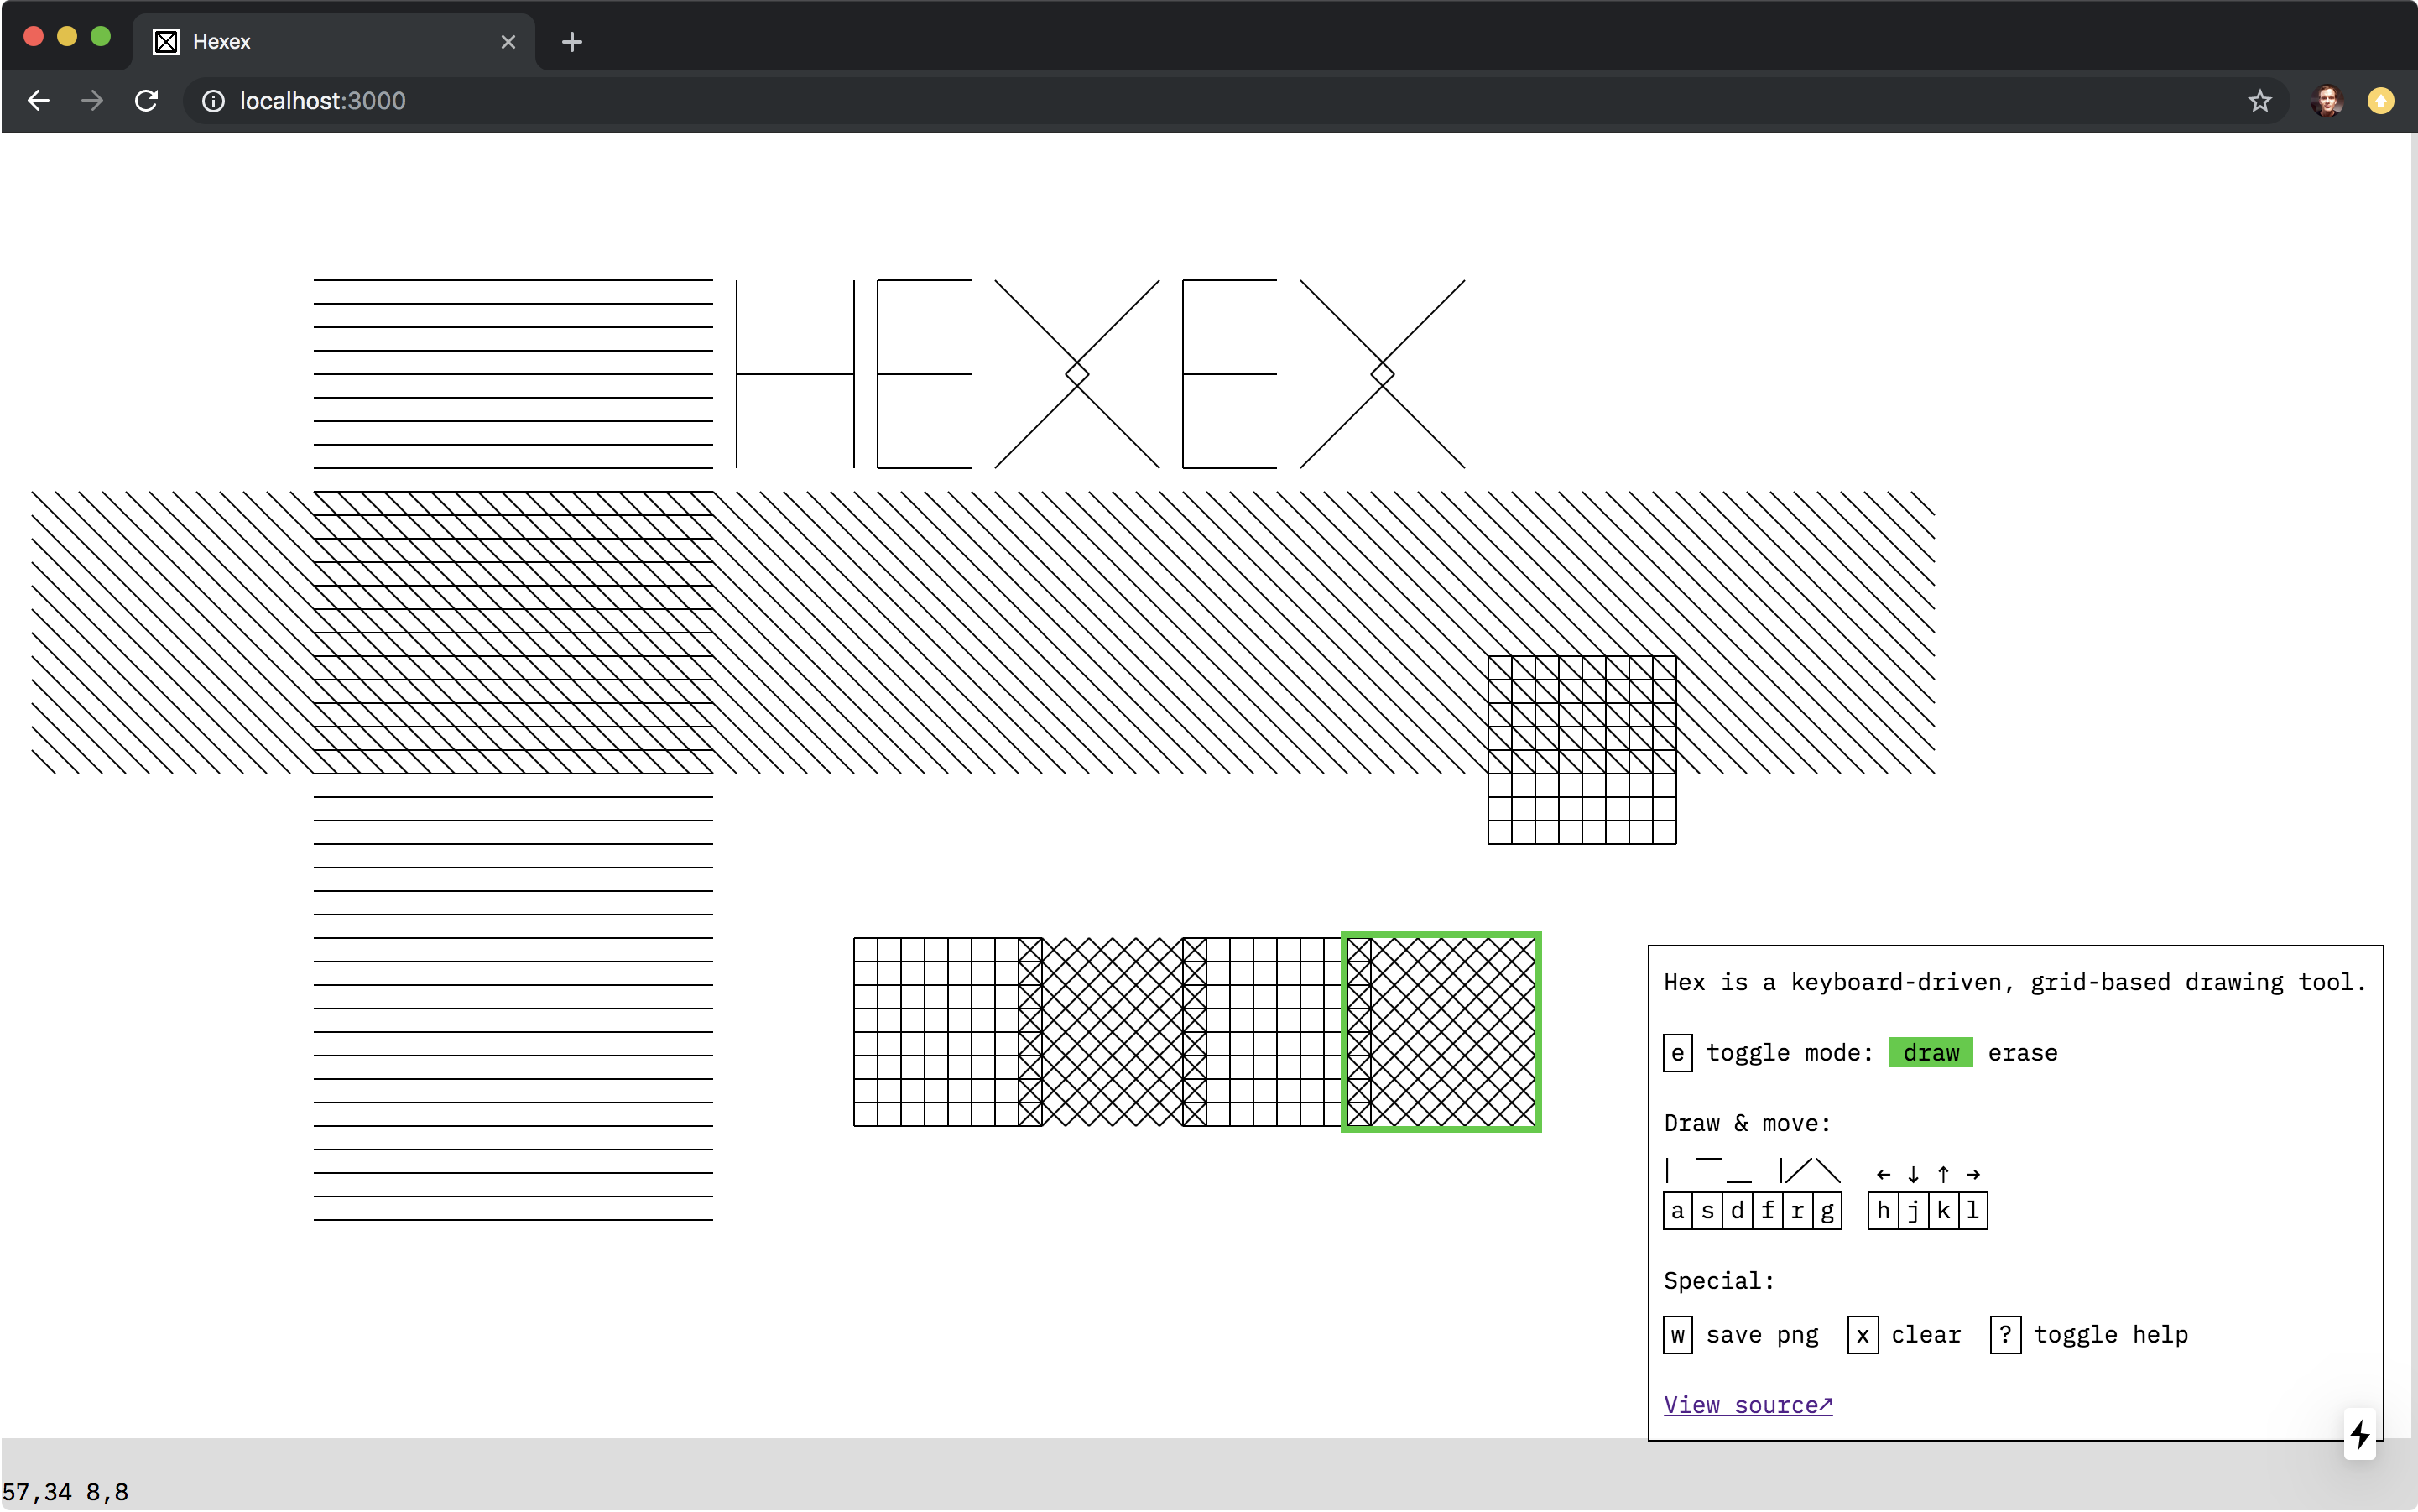 Hexex
localhost:3000
HEXEX
Hex is a keyboard-driven, grid-based drawing tool.
e toggle mode: draw erase
Draw & move:
← ↓ ↑ →
a s d f r g h j k l
Special:
w save png x clear ? toggle help
View source↗
57,34 8,8